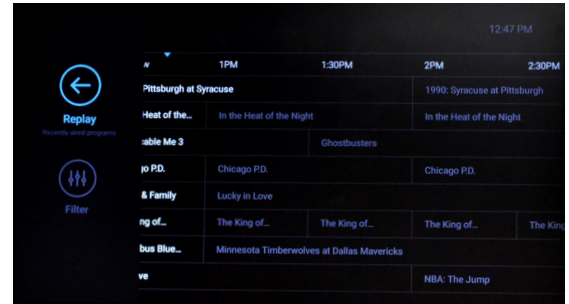 12:47 PM
w 1PM 1:30PM 2PM 2:30PM
Pittsburgh at Syracuse 1990: Syracuse at Pittsburgh
Replay
Recently aired programs
Heat of the... In the Heat of the Night In the Heat of the Night
cable Me 3 Ghostbusters
go P.D. Chicago P.D. Chicago P.D.
Filter
& Family Lucky in Love
ng of... The King of... The King of... The King of... The King
bus Blue... Minnesota Timberwolves at Dallas Mavericks
ve NBA: The Jump